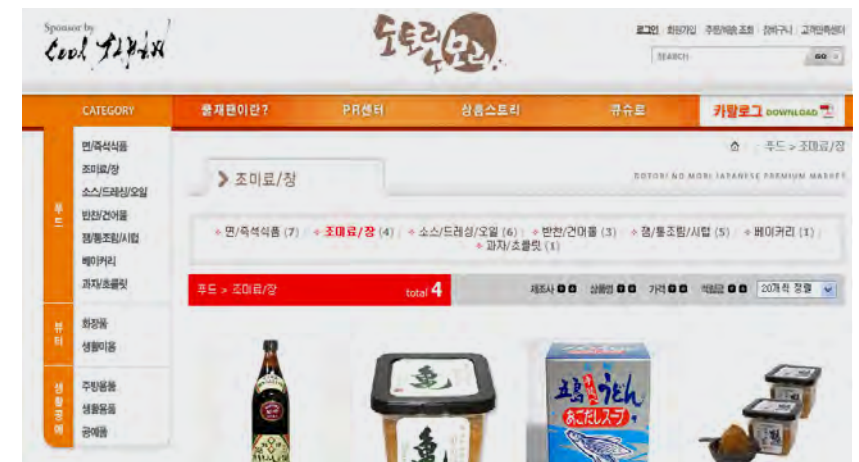 Sponsor by
Cool
도토리노모리
로그인 회원가입 주문/배송조회 장바구니 고객만족센터
SEARCH GO
CATEGORY 쿨재팬이란? PR센터 상품스토리 큐슈토 카탈로그 DOWNLOAD
푸드
면/즉석식품
조미료/장
소스/드레싱/오일
반찬/건어물
잼/통조림/시럽
베이커리
과자/초콜릿
뷰티
화장품
생활미용
생활공예
주방용품
생활용품
공예품
푸드 > 조미료/장
조미료/장
DOTORI NO MORI JAPANESE PREMIUM MARKET
면/즉석식품 (7) 조미료/장 (4) 소스/드레싱/오일 (6) 반찬/건어물 (3) 잼/통조림/시럽 (5) 베이커리 (1)
과자/초콜릿 (1)
푸드 > 조미료/장 total 4 제조사 상품명 가격 적립금 20개씩 정렬
亀
亀
五島手延うどん
あごだしスープ